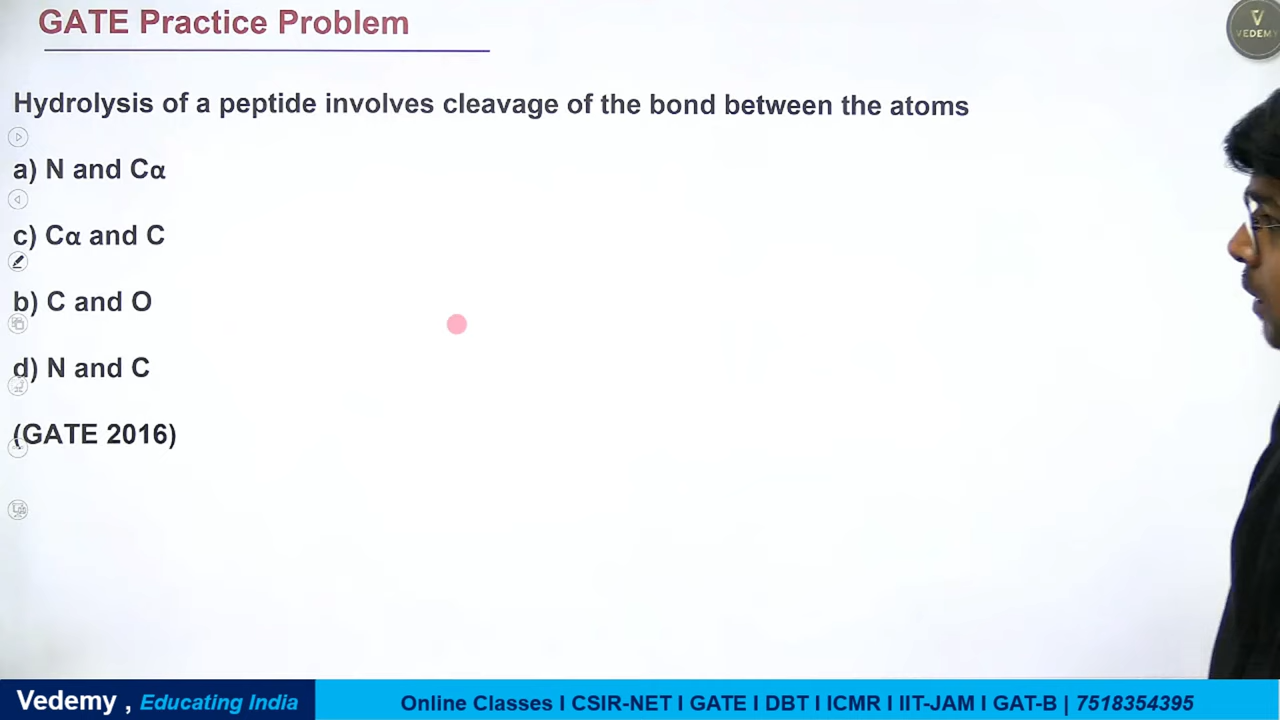 GATE Practice Problem
V
VEDEMY
Hydrolysis of a peptide involves cleavage of the bond between the atoms
a) N and Cα
c) Cα and C
b) C and O
d) N and C
(GATE 2016)
Vedemy , Educating India
Online Classes I CSIR-NET I GATE I DBT I ICMR I IIT-JAM I GAT-B | 7518354395